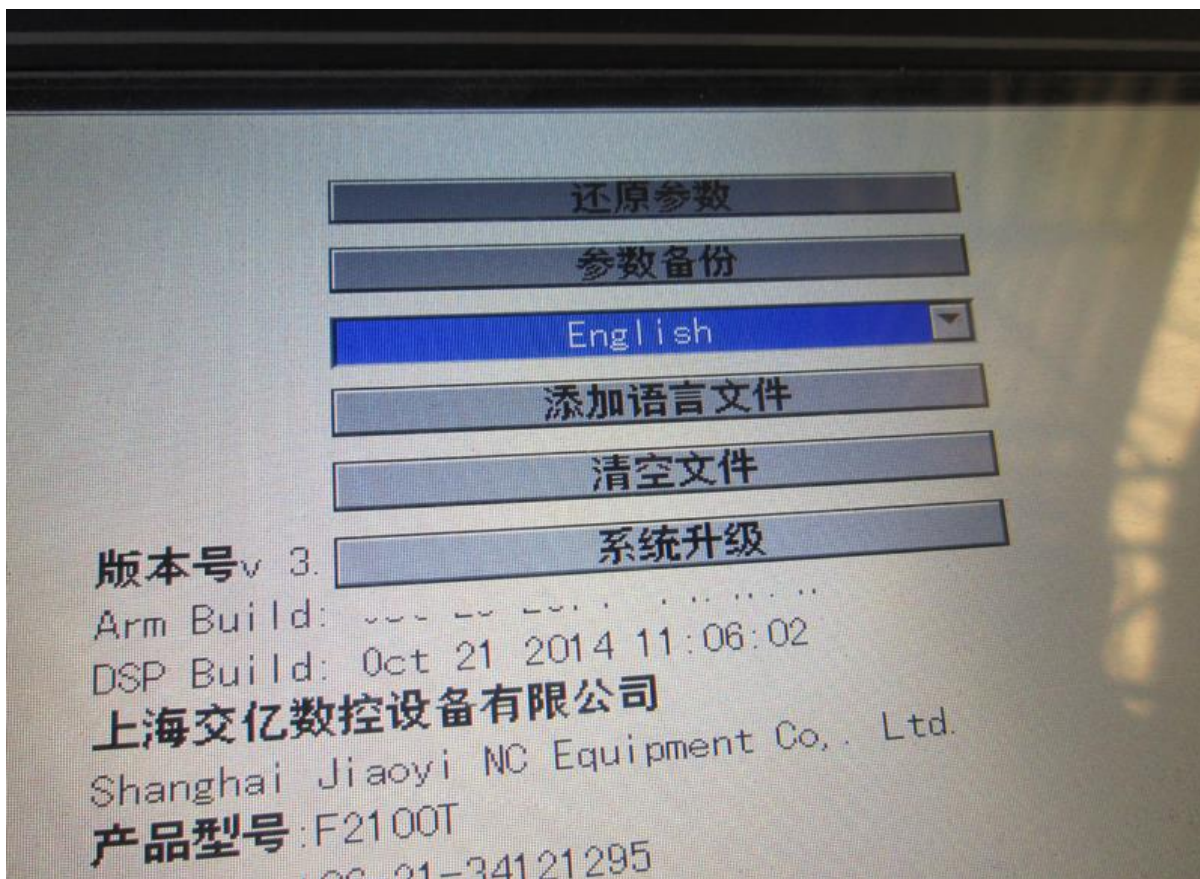 还原参数
参数备份
English
添加语言文件
清空文件
系统升级
版本号v 3.
Arm Build:
DSP Build: Oct 21 2014 11:06:02
上海交亿数控设备有限公司
Shanghai Jiaoyi NC Equipment Co,. Ltd.
产品型号:F2100T
21-34121295